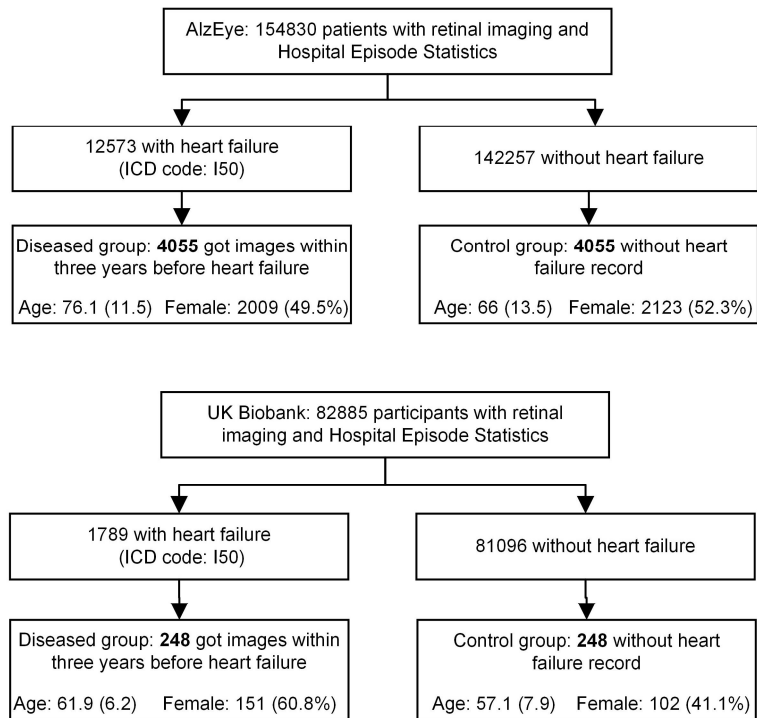 AlzEye: 154830 patients with retinal imaging and
Hospital Episode Statistics
12573 with heart failure
(ICD code: I50)
142257 without heart failure
Diseased group: 4055 got images within
three years before heart failure
Age: 76.1 (11.5) Female: 2009 (49.5%)
Control group: 4055 without heart
failure record
Age: 66 (13.5) Female: 2123 (52.3%)
UK Biobank: 82885 participants with retinal
imaging and Hospital Episode Statistics
1789 with heart failure
(ICD code: I50)
81096 without heart failure
Diseased group: 248 got images within
three years before heart failure
Age: 61.9 (6.2) Female: 151 (60.8%)
Control group: 248 without heart
failure record
Age: 57.1 (7.9) Female: 102 (41.1%)